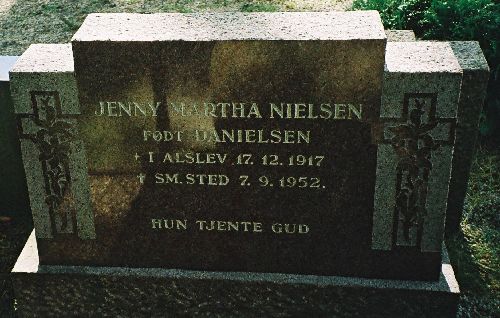 JENNY MARTHA NIELSEN
FØDT DANIELSEN
† I ALSLEV 17. 12. 1917
† SM.STED 7. 9. 1952.
HUN TJENTE GUD